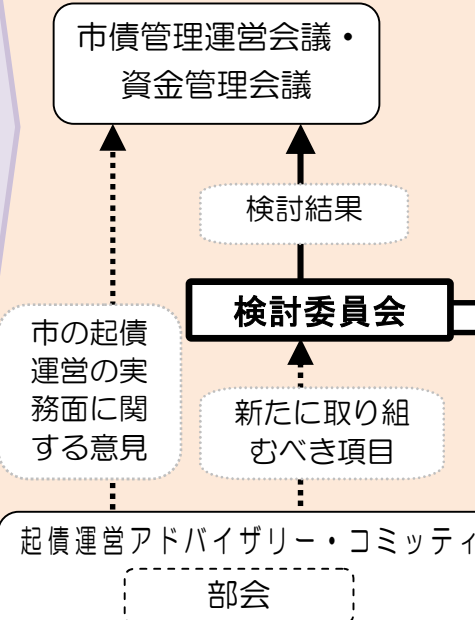 市債管理運営会議・
資金管理会議
検討結果
検討委員会
市の起債
運営の実
務面に関
する意見
新たに取り組
むべき項目
起債運営アドバイザリー・コミッティ
部会